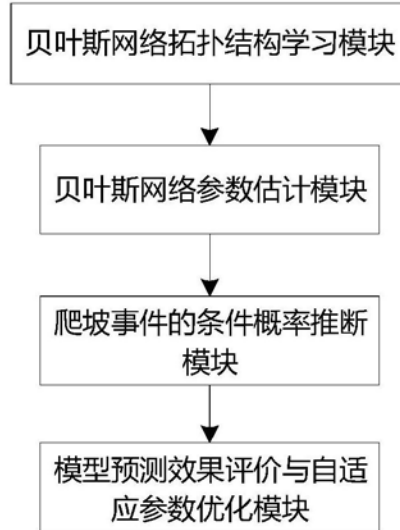 贝叶斯网络拓扑结构学习模块
贝叶斯网络参数估计模块
爬坡事件的条件概率推断
模块
模型预测效果评价与自适
应参数优化模块